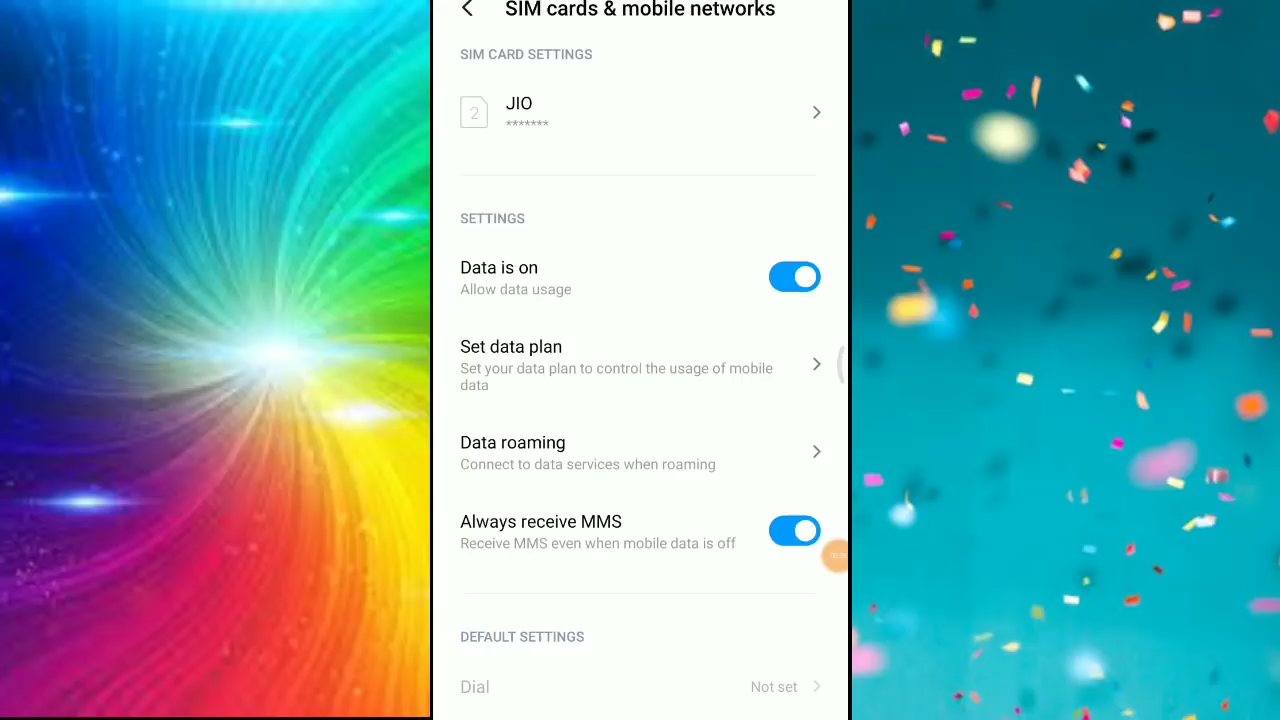 SIM cards & mobile networks
SIM CARD SETTINGS
2
JIO
*******
SETTINGS
Data is on
Allow data usage
Set data plan
Set your data plan to control the usage of mobile
data
Data roaming
Connect to data services when roaming
Always receive MMS
Receive MMS even when mobile data is off
DEFAULT SETTINGS
Dial
Not set